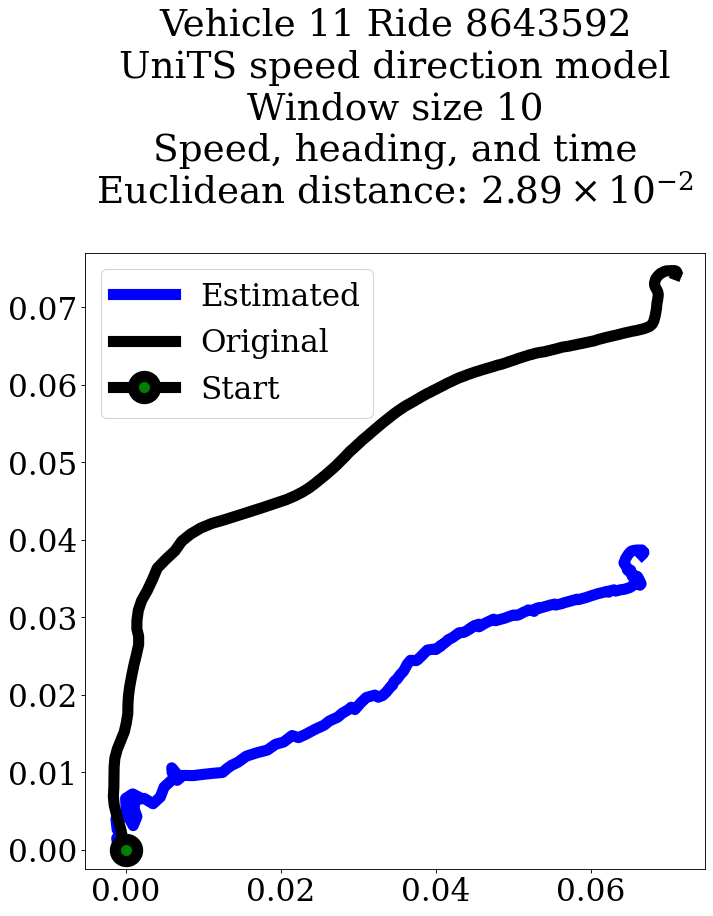 Vehicle 11 Ride 8643592
UniTS speed direction model
Window size 10
Speed, heading, and time
Euclidean distance: 2.89 × 10⁻²
Estimated
Original
Start
0.07
0.06
0.05
0.04
0.03
0.02
0.01
0.00
0.00 0.02 0.04 0.06